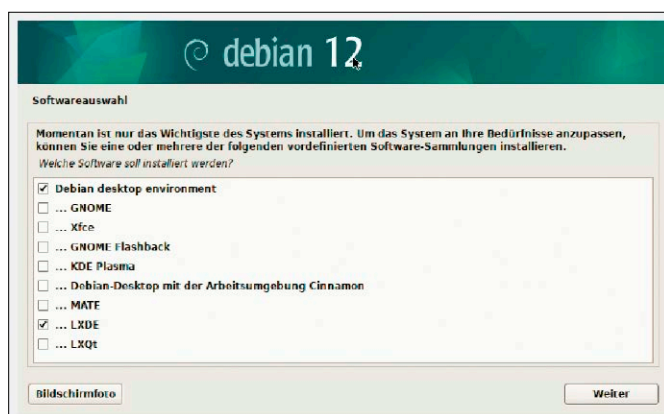 debian 12
Softwareauswahl
Momentan ist nur das Wichtigste des Systems installiert. Um das System an Ihre Bedürfnisse anzupassen,
können Sie eine oder mehrere der folgenden vordefinierten Software-Sammlungen installieren.
Welche Software soll installiert werden?
Debian desktop environment
... GNOME
... Xfce
... GNOME Flashback
... KDE Plasma
... Debian-Desktop mit der Arbeitsumgebung Cinnamon
... MATE
... LXDE
... LXQt
Bildschirmfoto
Weiter